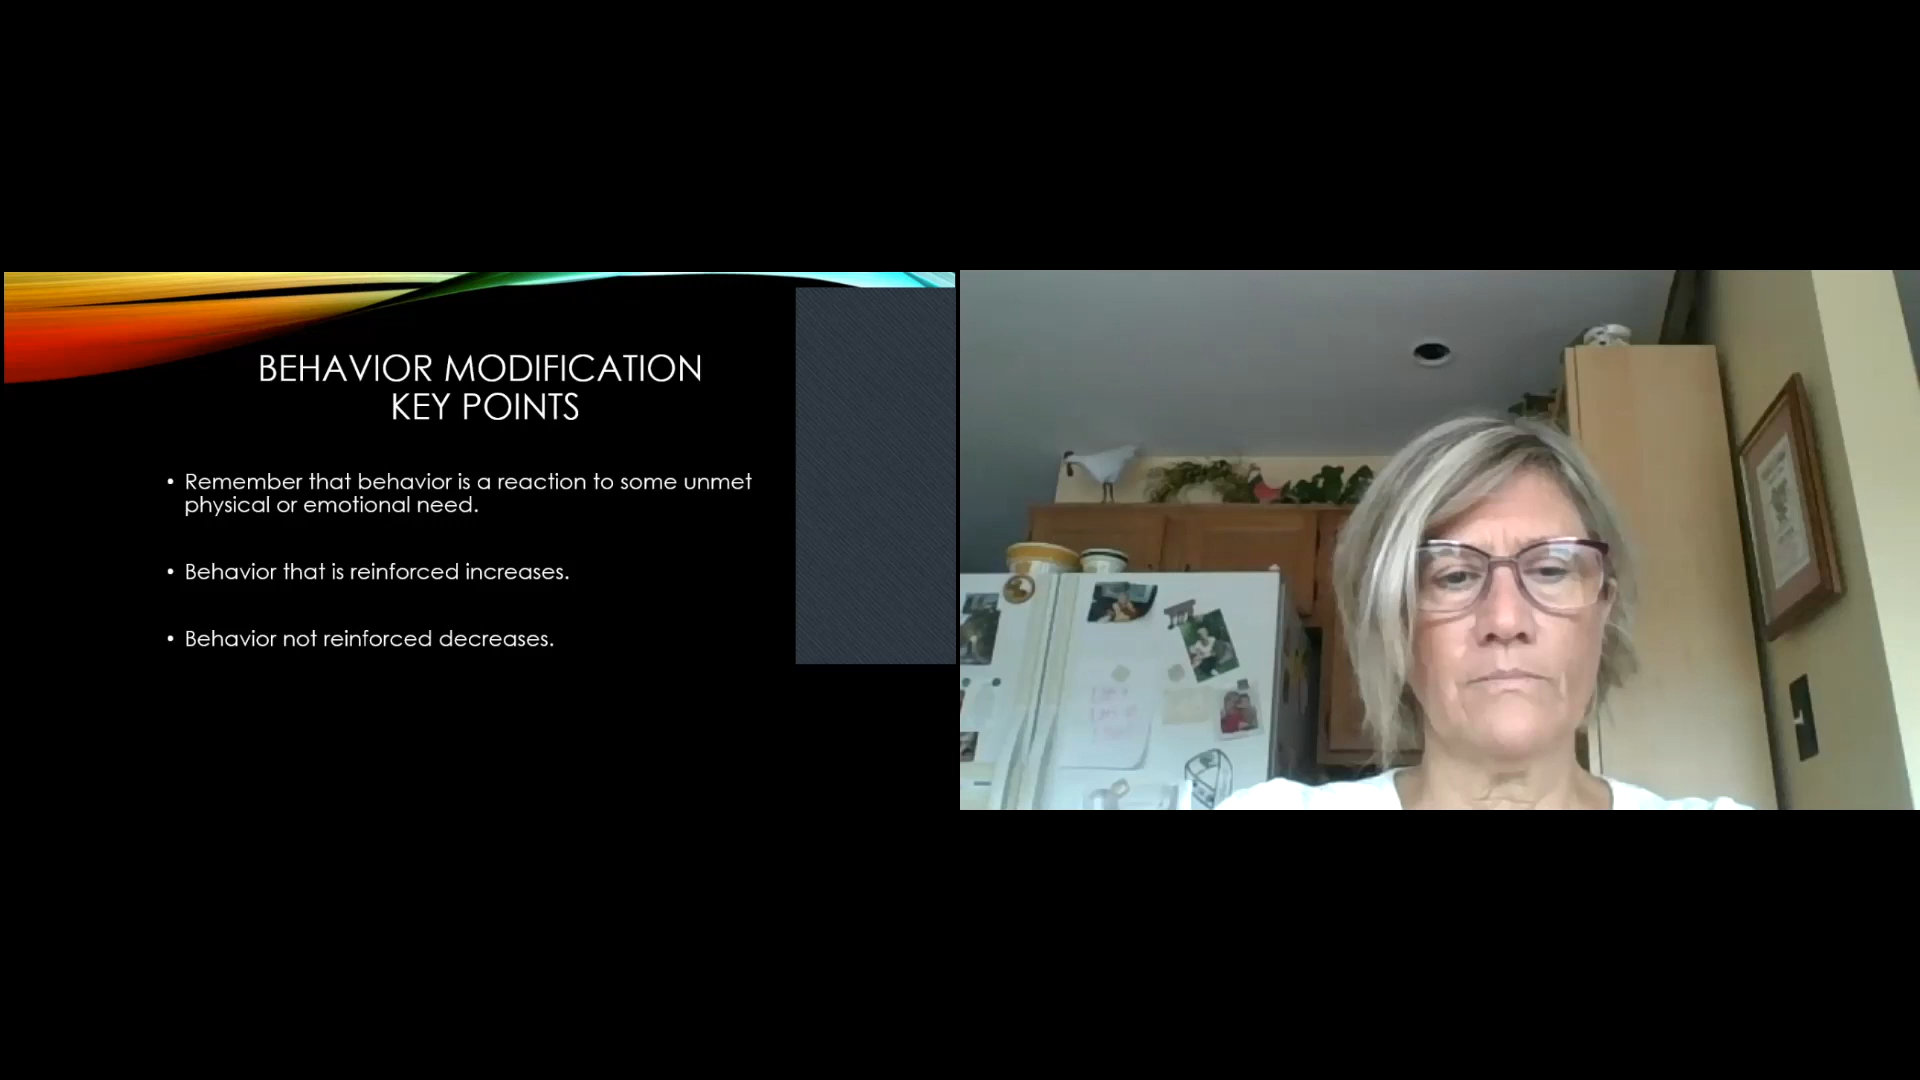 BEHAVIOR MODIFICATION
KEY POINTS
• Remember that behavior is a reaction to some unmet
physical or emotional need.
• Behavior that is reinforced increases.
• Behavior not reinforced decreases.